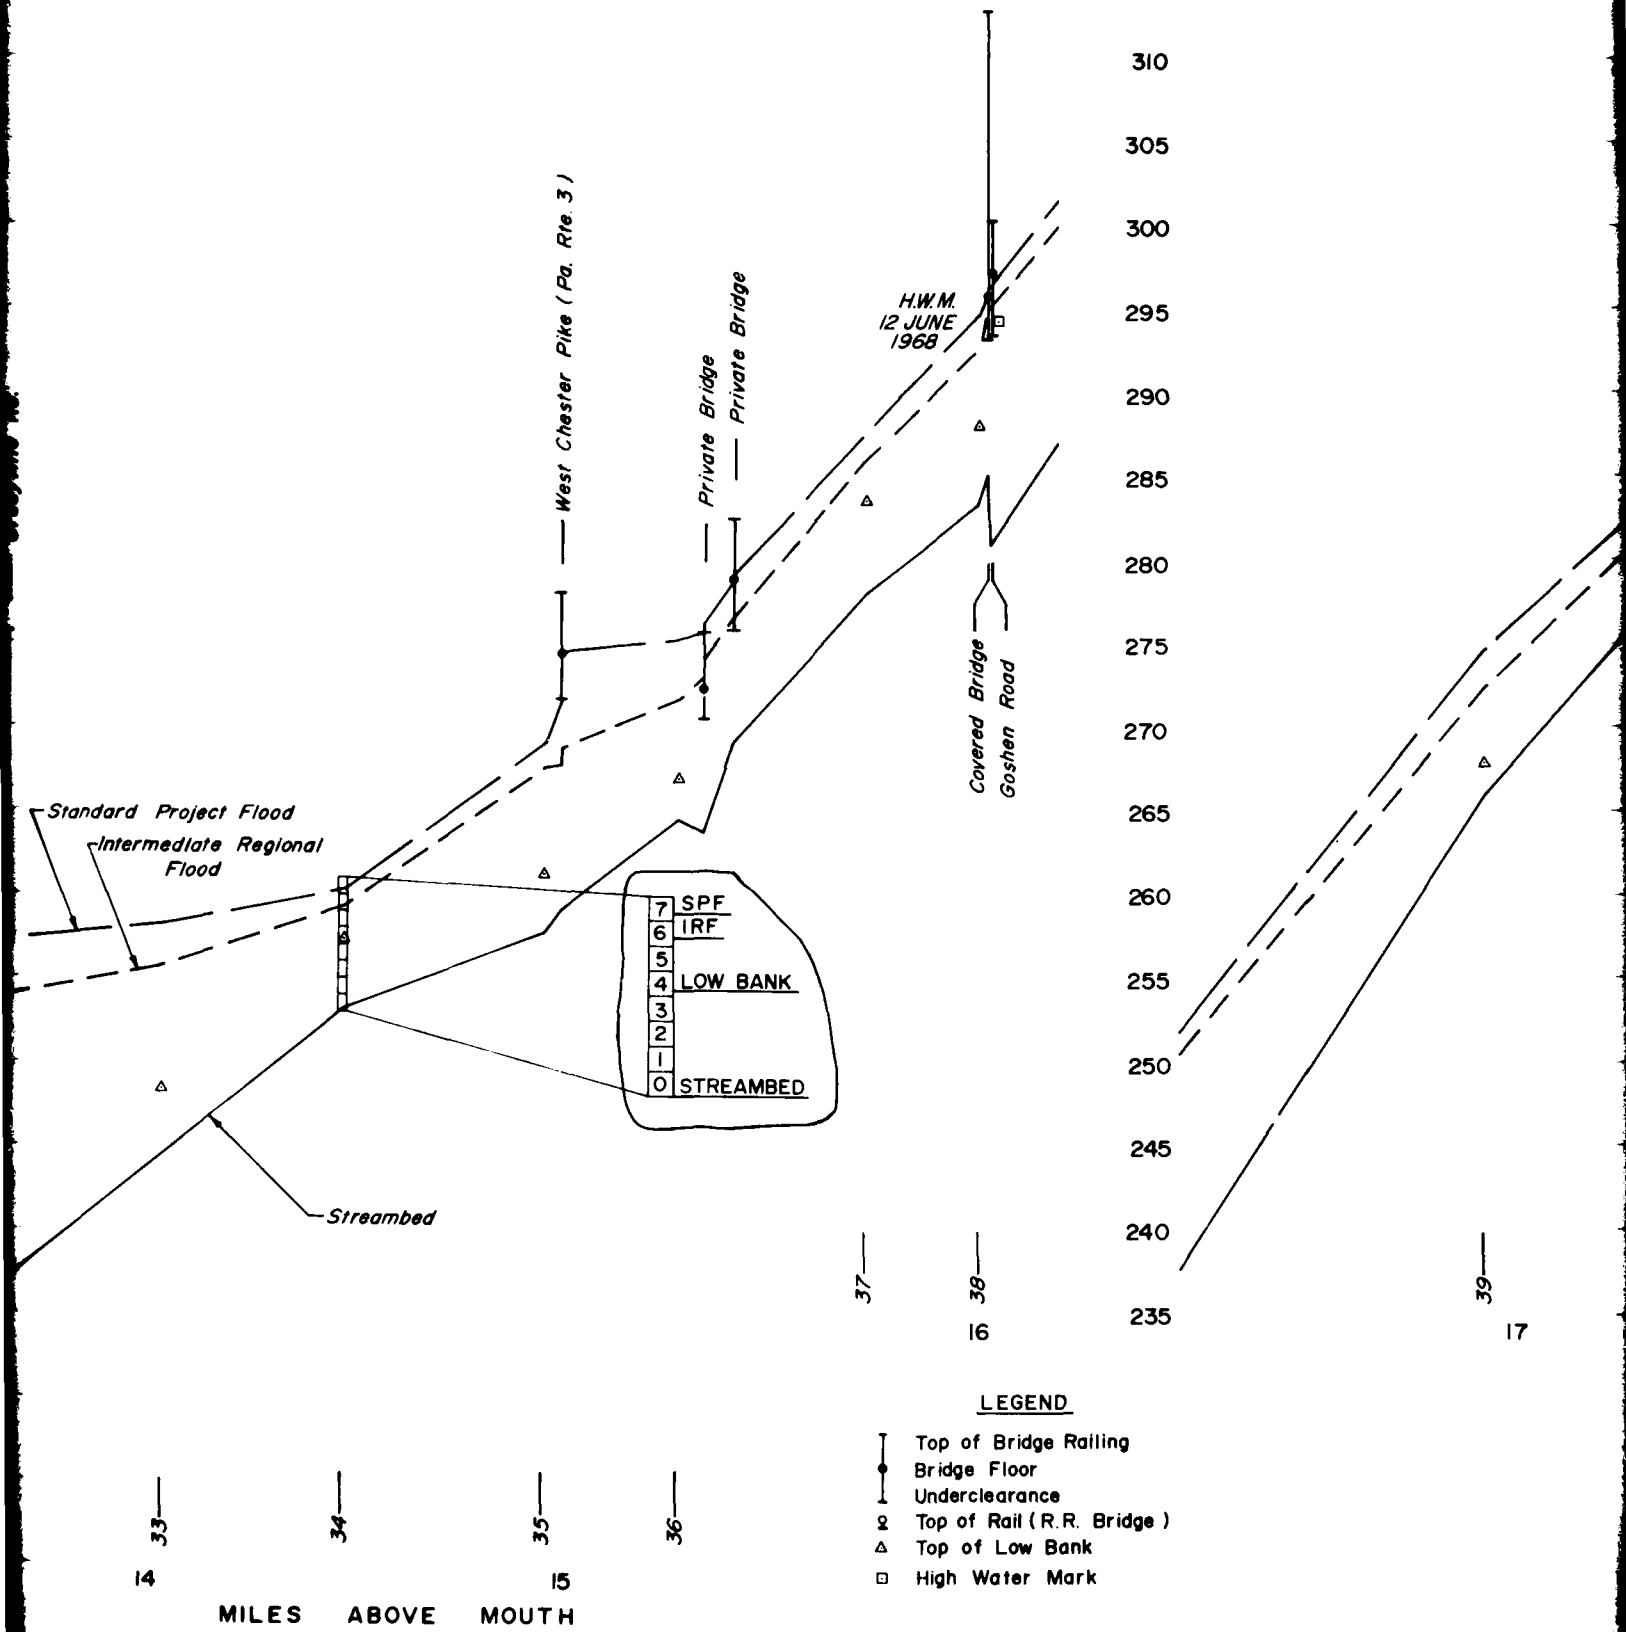 310
305
300
295
290
285
280
275
270
265
260
255
250
245
240
235
West Chester Pike (Pa. Rte. 3)
Private Bridge
Private Bridge
H.W.M.
12 JUNE
1968
Covered Bridge
Goshen Road
Standard Project Flood
Intermediate Regional
Flood
7 SPF
6 IRF
5
4 LOW BANK
3
2
1
0 STREAMBED
Streambed
37
38
39
16
17
LEGEND
Top of Bridge Railing
Bridge Floor
Underclearance
Top of Rail (R.R. Bridge)
Top of Low Bank
High Water Mark
33
34
35
36
14
15
MILES ABOVE MOUTH